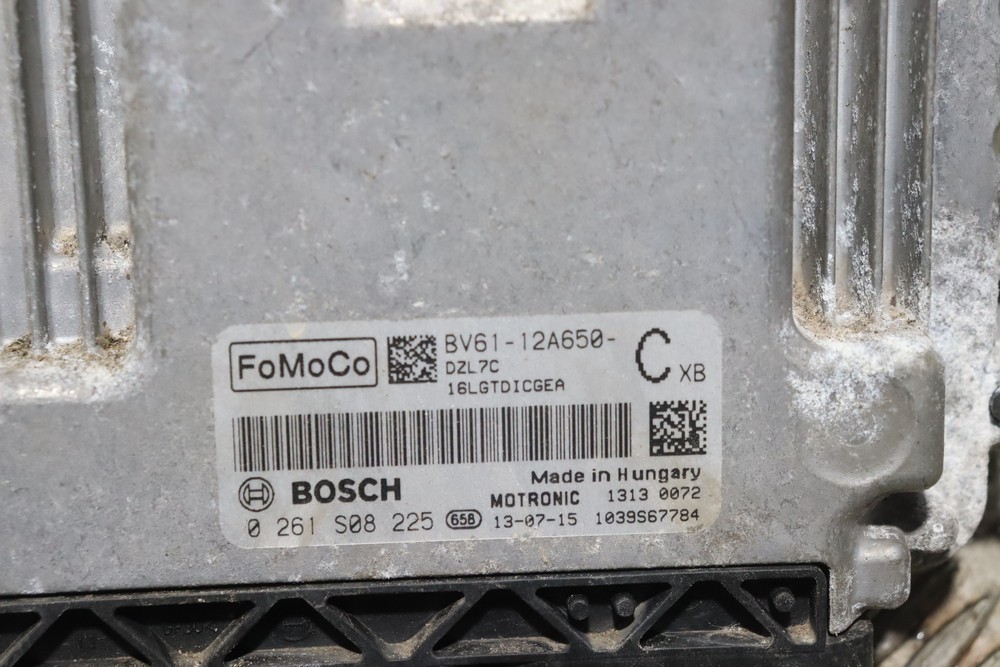 FoMoCo
BV61-12A650-
C XB
DZL7C
16LGTDICGEA
Made in Hungary
BOSCH
MOTRONIC 1313 0072
0 261 S08 225 658 13-07-15 1039S67784